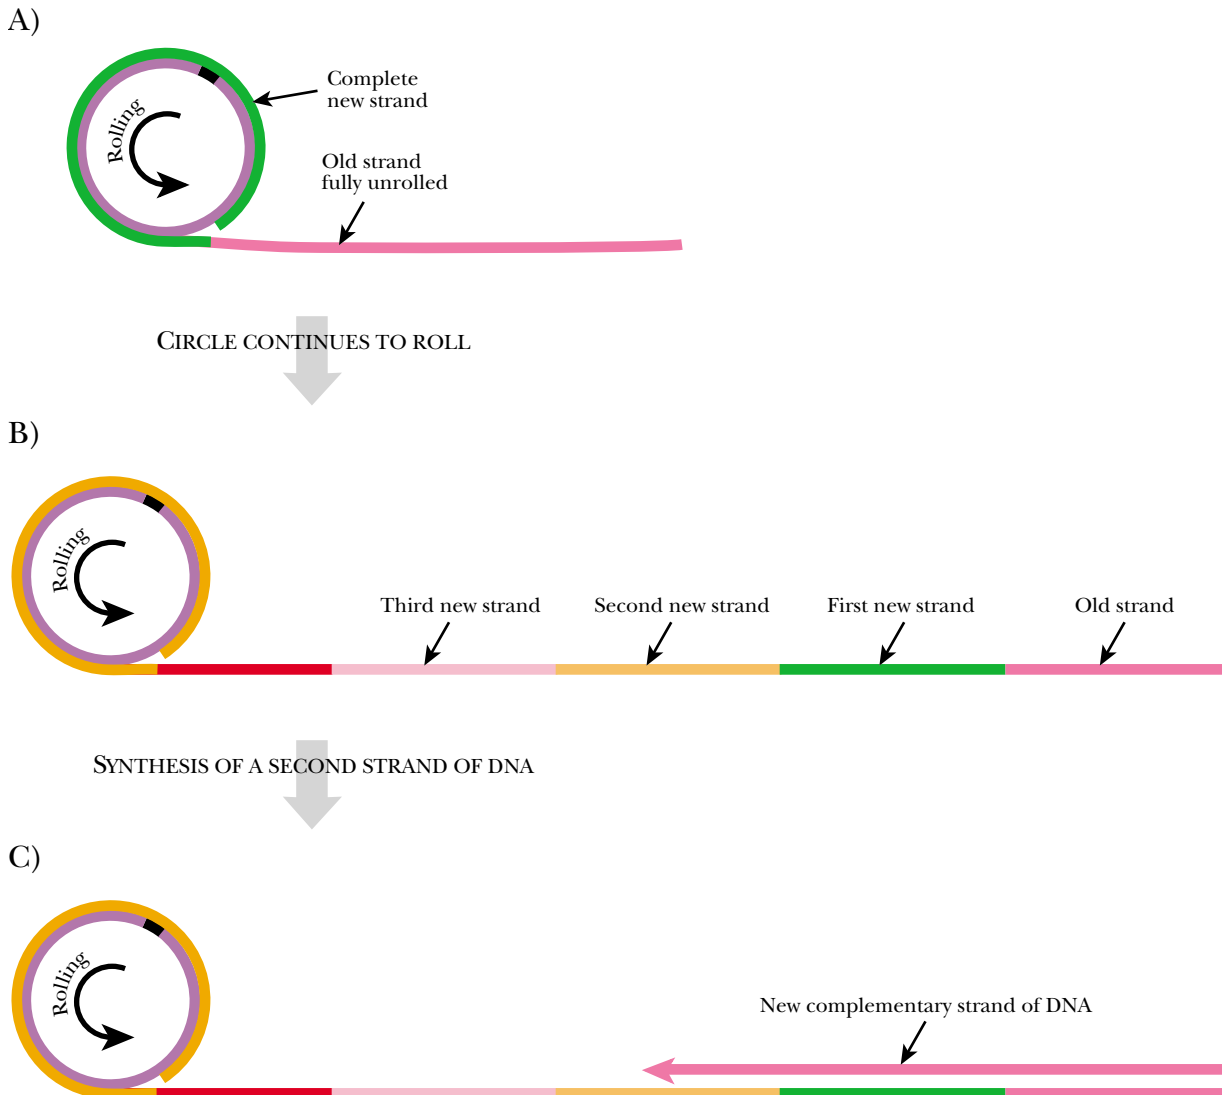 A)
Complete
new strand
Rolling
Old strand
fully unrolled
CIRCLE CONTINUES TO ROLL
B)
Rolling
Third new strand
Second new strand
First new strand
Old strand
SYNTHESIS OF A SECOND STRAND OF DNA
C)
Rolling
New complementary strand of DNA